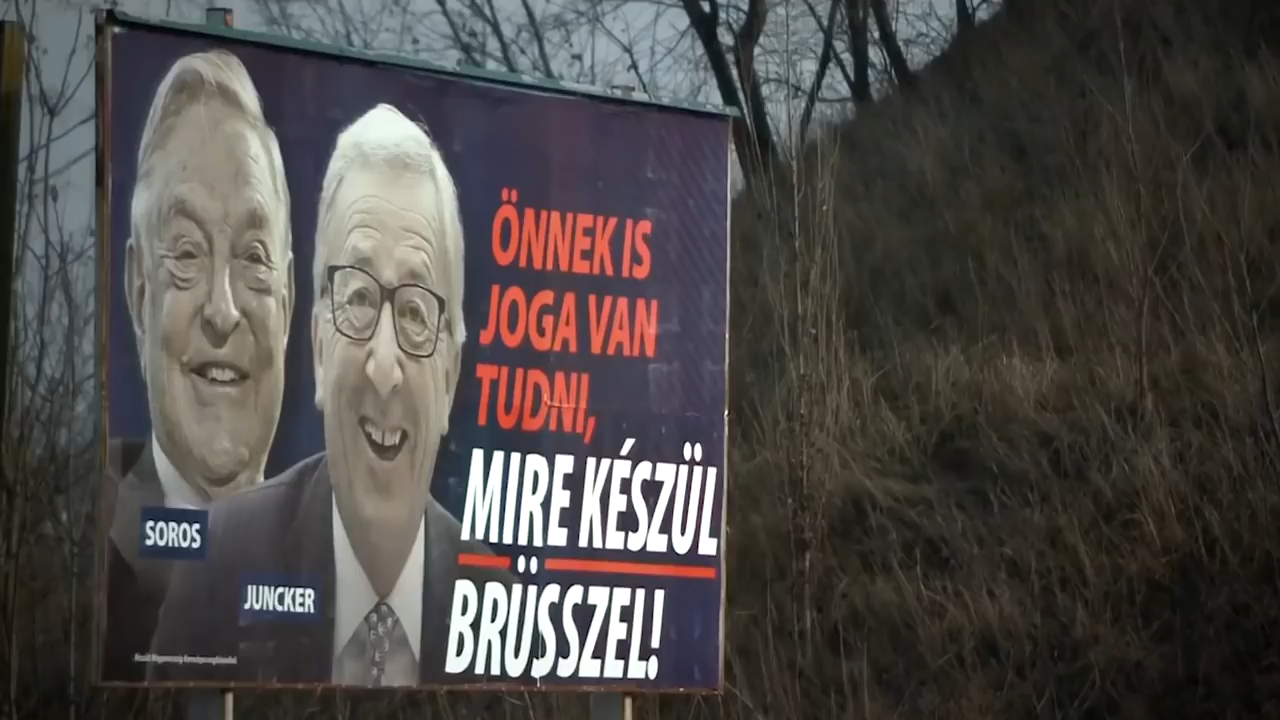 ÖNNEK IS
JOGA VAN
TUDNI,
MIRE KÉSZÜL
BRÜSSZEL!
SOROS
JUNCKER